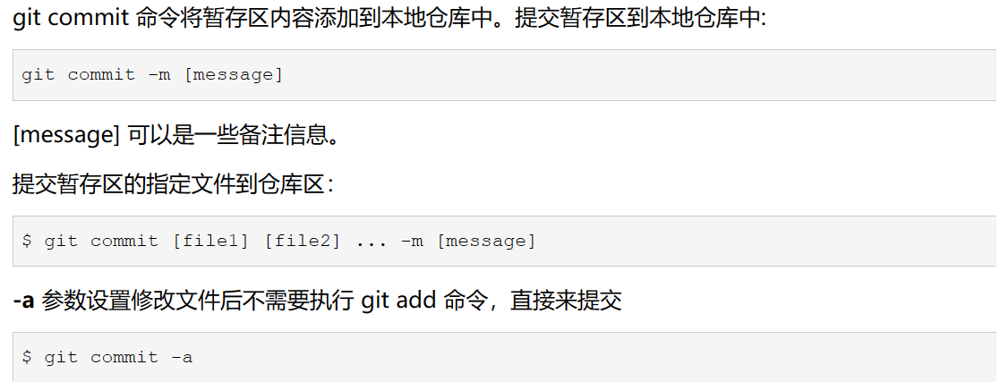 git commit 命令将暂存区内容添加到本地仓库中。提交暂存区到本地仓库中:
git commit -m [message]
[message] 可以是一些备注信息。
提交暂存区的指定文件到仓库区：
$ git commit [file1] [file2] ... -m [message]
-a 参数设置修改文件后不需要执行 git add 命令，直接来提交
$ git commit -a